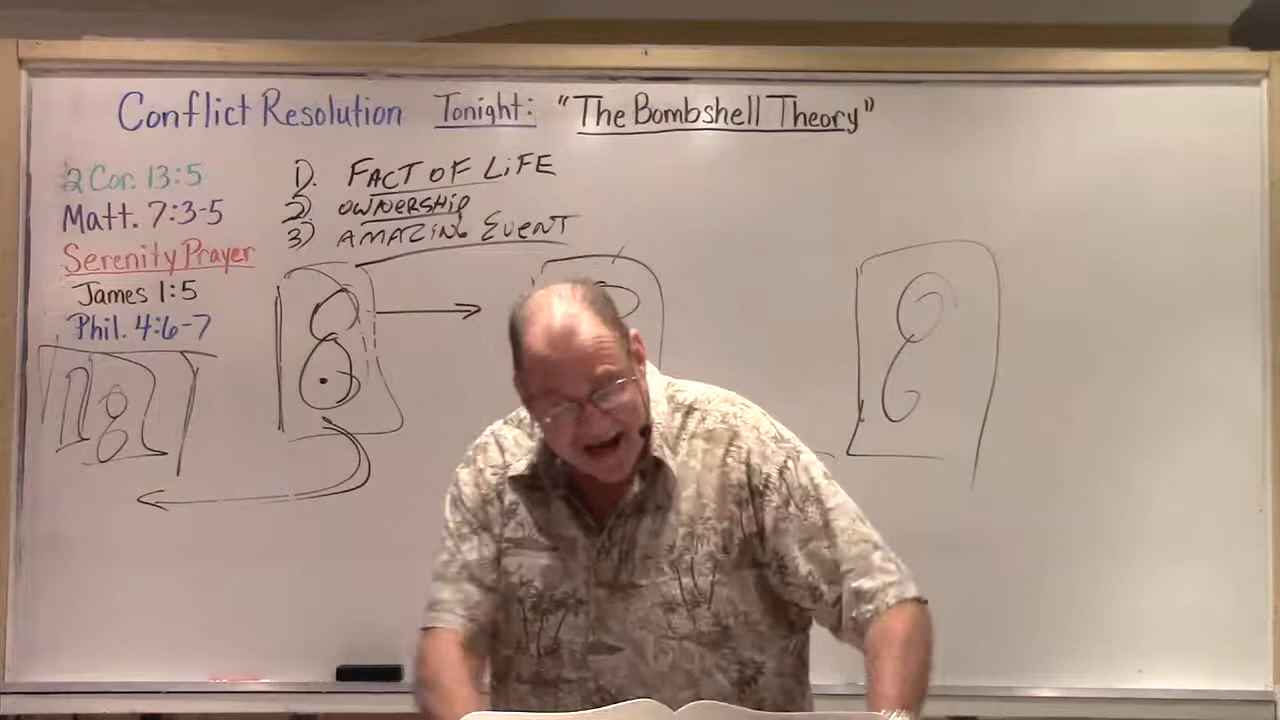 Conflict Resolution Tonight: "The Bombshell Theory"
2 Cor. 13:5
Matt. 7:3-5
Serenity Prayer
James 1:5
Phil. 4:6-7
1). FACT OF LIFE
2) OWNERSHIP
3) AMAZING EVENT